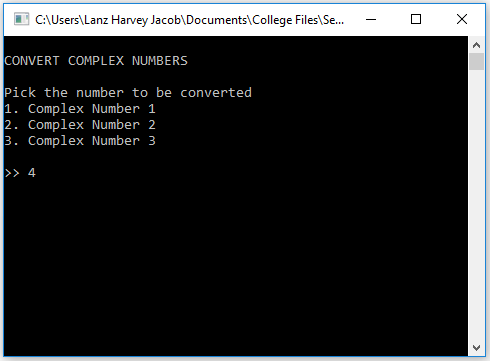 C:\Users\Lanz Harvey Jacob\Documents\College Files\Se...
CONVERT COMPLEX NUMBERS
Pick the number to be converted
1. Complex Number 1
2. Complex Number 2
3. Complex Number 3
>> 4